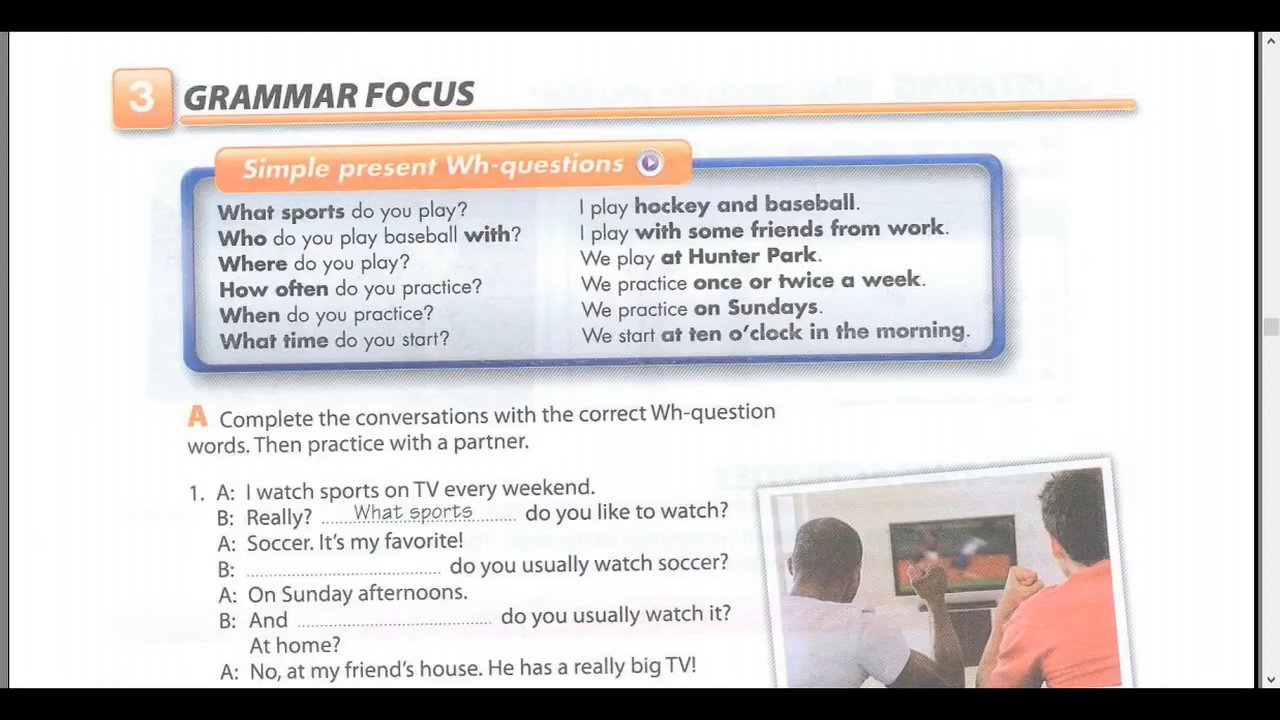 3 GRAMMAR FOCUS
Simple present Wh-questions
What sports do you play? I play hockey and baseball.
Who do you play baseball with? I play with some friends from work.
Where do you play? We play at Hunter Park.
How often do you practice? We practice once or twice a week.
When do you practice? We practice on Sundays.
What time do you start? We start at ten o'clock in the morning.
A Complete the conversations with the correct Wh-question
words. Then practice with a partner.
1. A: I watch sports on TV every weekend.
B: Really? What sports do you like to watch?
A: Soccer. It's my favorite!
B: ........................ do you usually watch soccer?
A: On Sunday afternoons.
B: And ........................ do you usually watch it?
At home?
A: No, at my friend's house. He has a really big TV!